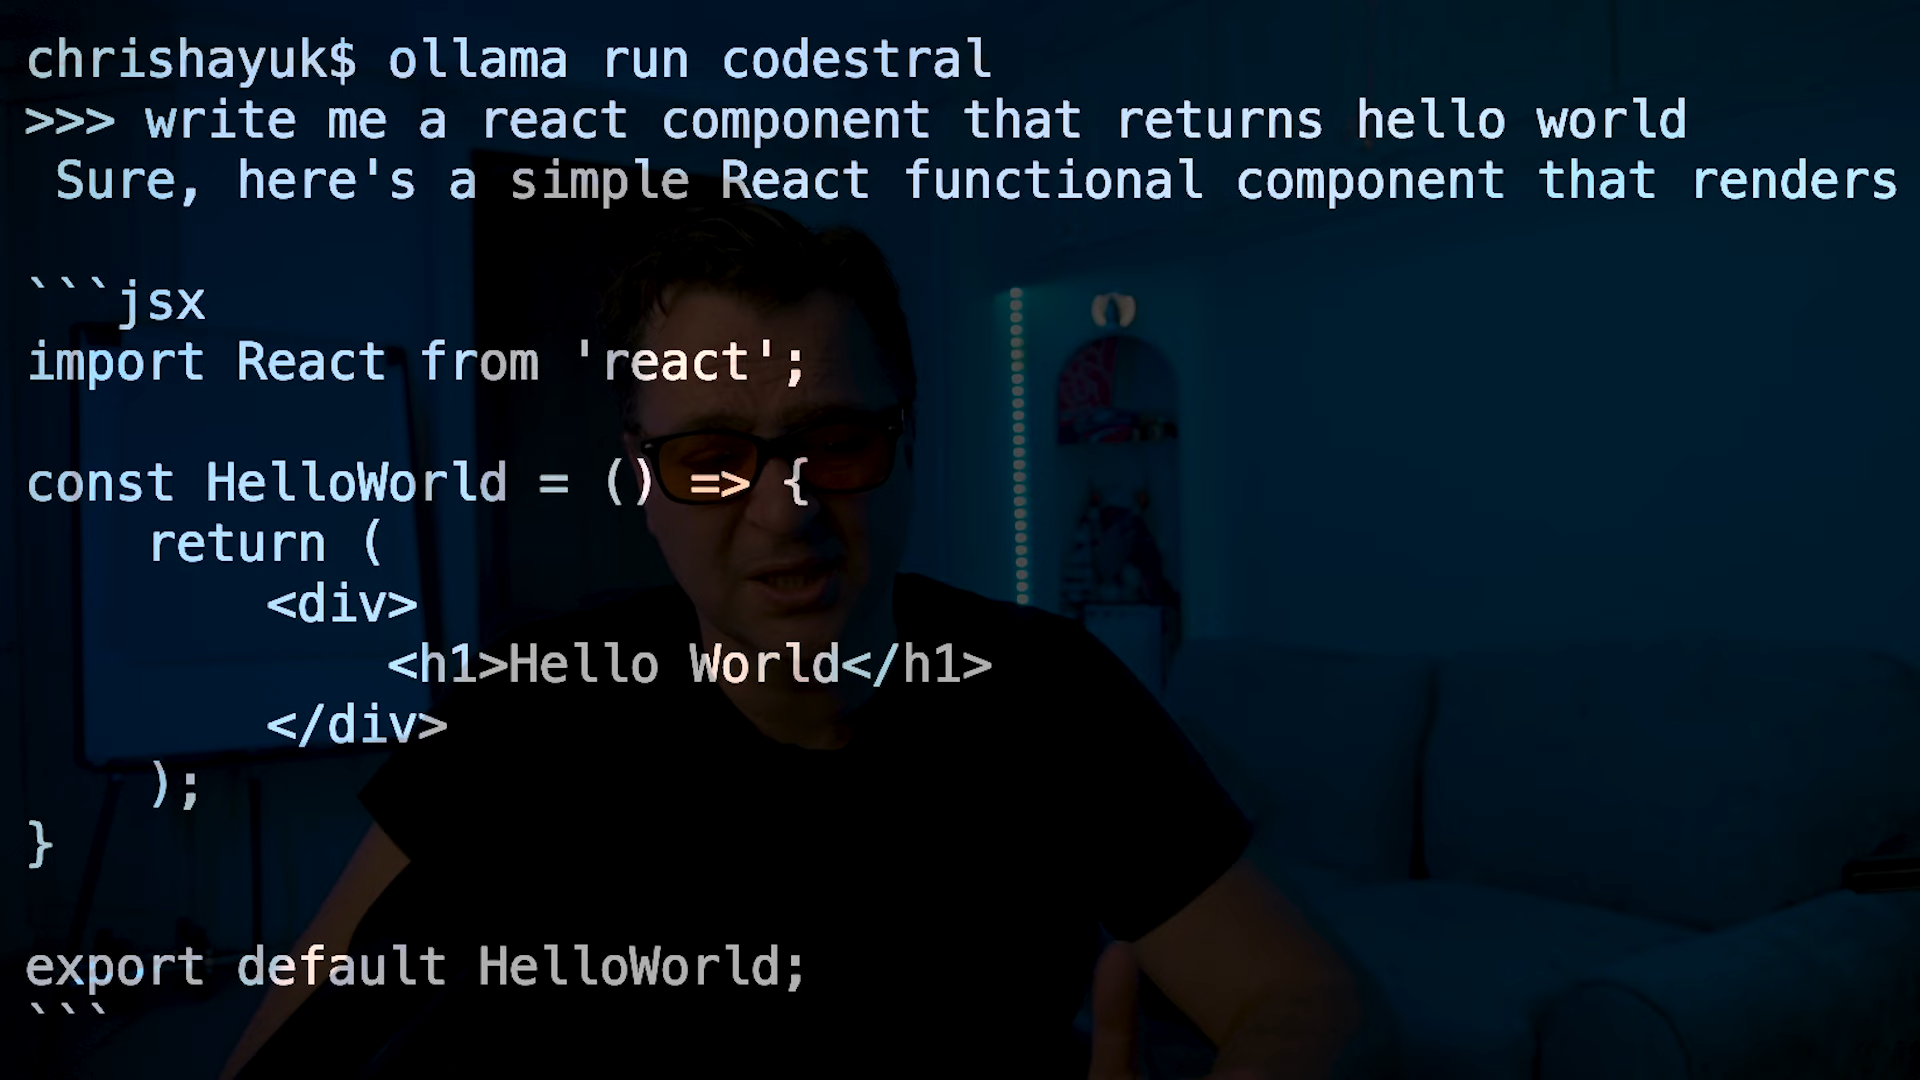 chrishayuk$ ollama run codestral
>>> write me a react component that returns hello world
 Sure, here's a simple React functional component that renders

```jsx
import React from 'react';

const HelloWorld = () => {
    return (
        <div>
            <h1>Hello World</h1>
        </div>
    );
}

export default HelloWorld;
```